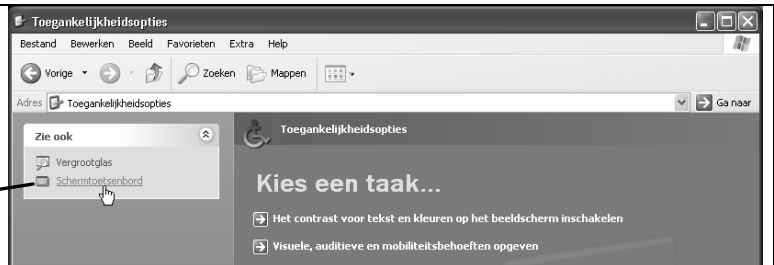 Toegankelijkheidsopties
Bestand Bewerken Beeld Favorieten Extra Help
Vorige Zoeken Mappen
Adres Toegankelijkheidsopties Ga naar
Zie ook
Vergrootglas
Schermtoetsenbord
Toegankelijkheidsopties
Kies een taak...
Het contrast voor tekst en kleuren op het beeldscherm inschakelen
Visuele, auditieve en mobiliteitsbehoeften opgeven